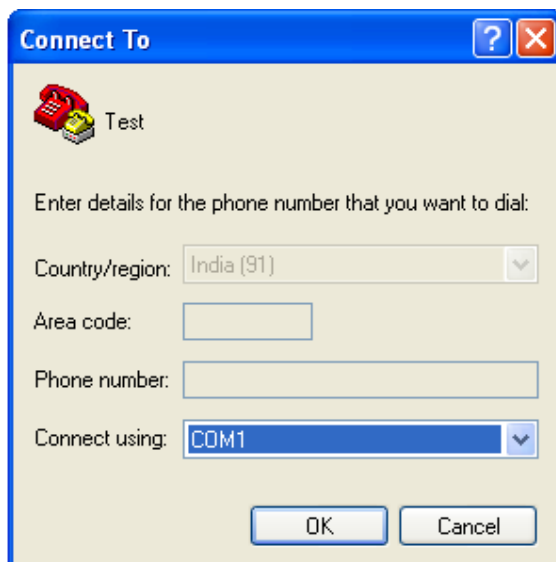 Connect To
Test
Enter details for the phone number that you want to dial:
Country/region: India (91)
Area code:
Phone number:
Connect using: COM1
OK Cancel